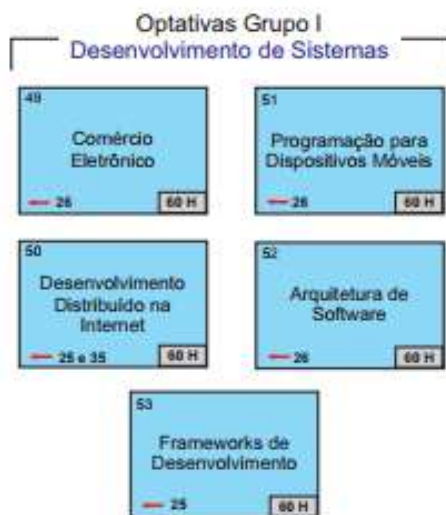 Optativas Grupo I
Desenvolvimento de Sistemas
49
Comércio
Eletrônico
26
60 H
51
Programação para
Dispositivos Móveis
26
60 H
50
Desenvolvimento
Distribuído na
Internet
25 e 35
60 H
52
Arquitetura de
Software
26
60 H
53
Frameworks de
Desenvolvimento
25
60 H